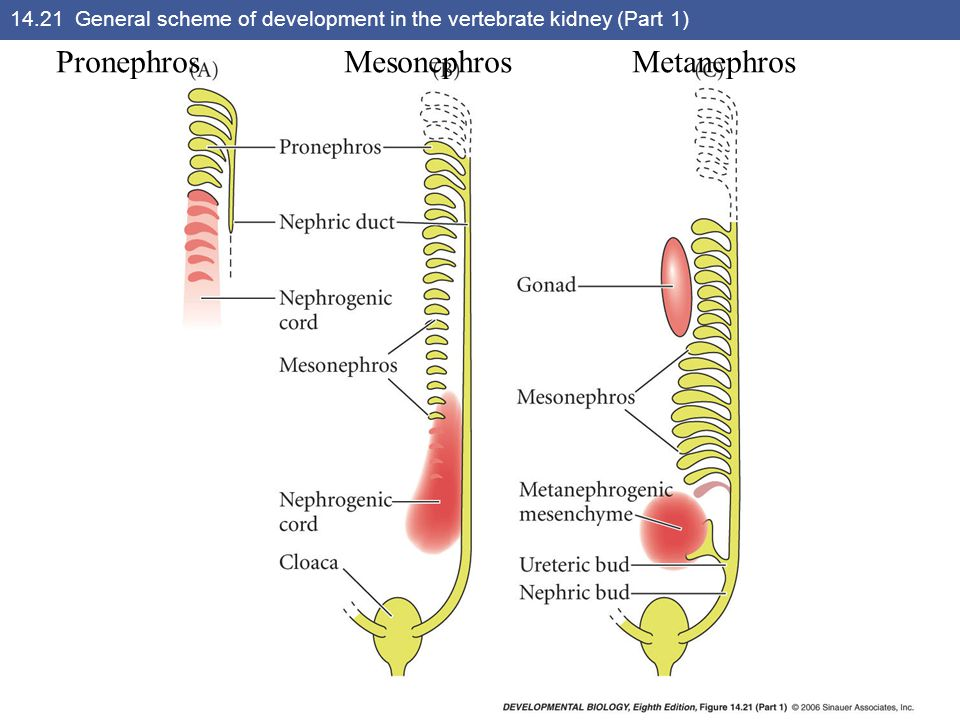 14.21 General scheme of development in the vertebrate kidney (Part 1)
Pronephros Mesonephros Metanephros
(A) (B) (C)
Pronephros
Nephric duct
Nephrogenic
cord
Mesonephros
Nephrogenic
cord
Cloaca
Gonad
Mesonephros
Metanephrogenic
mesenchyme
Ureteric bud
Nephric bud
DEVELOPMENTAL BIOLOGY, Eighth Edition, Figure 14.21 (Part 1) © 2006 Sinauer Associates, Inc.